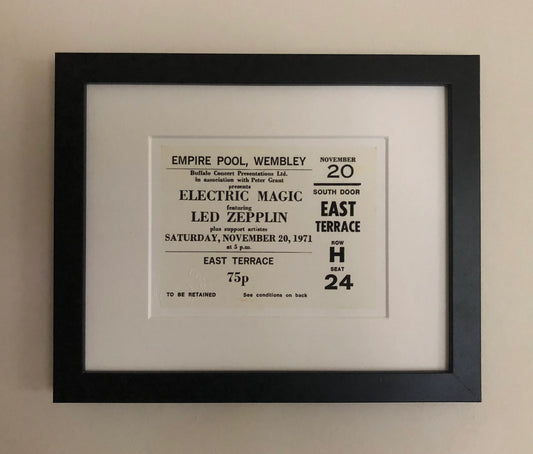 EMPIRE POOL, WEMBLEY
Buffalo Concert Presentations Ltd.
in association with Peter Grant
presents
ELECTRIC MAGIC
featuring
LED ZEPPLIN
plus support artistes
SATURDAY, NOVEMBER 20, 1971
at 5 p.m.
EAST TERRACE
75p
TO BE RETAINED See conditions on back
NOVEMBER
20
SOUTH DOOR
EAST
TERRACE
ROW
H
SEAT
24